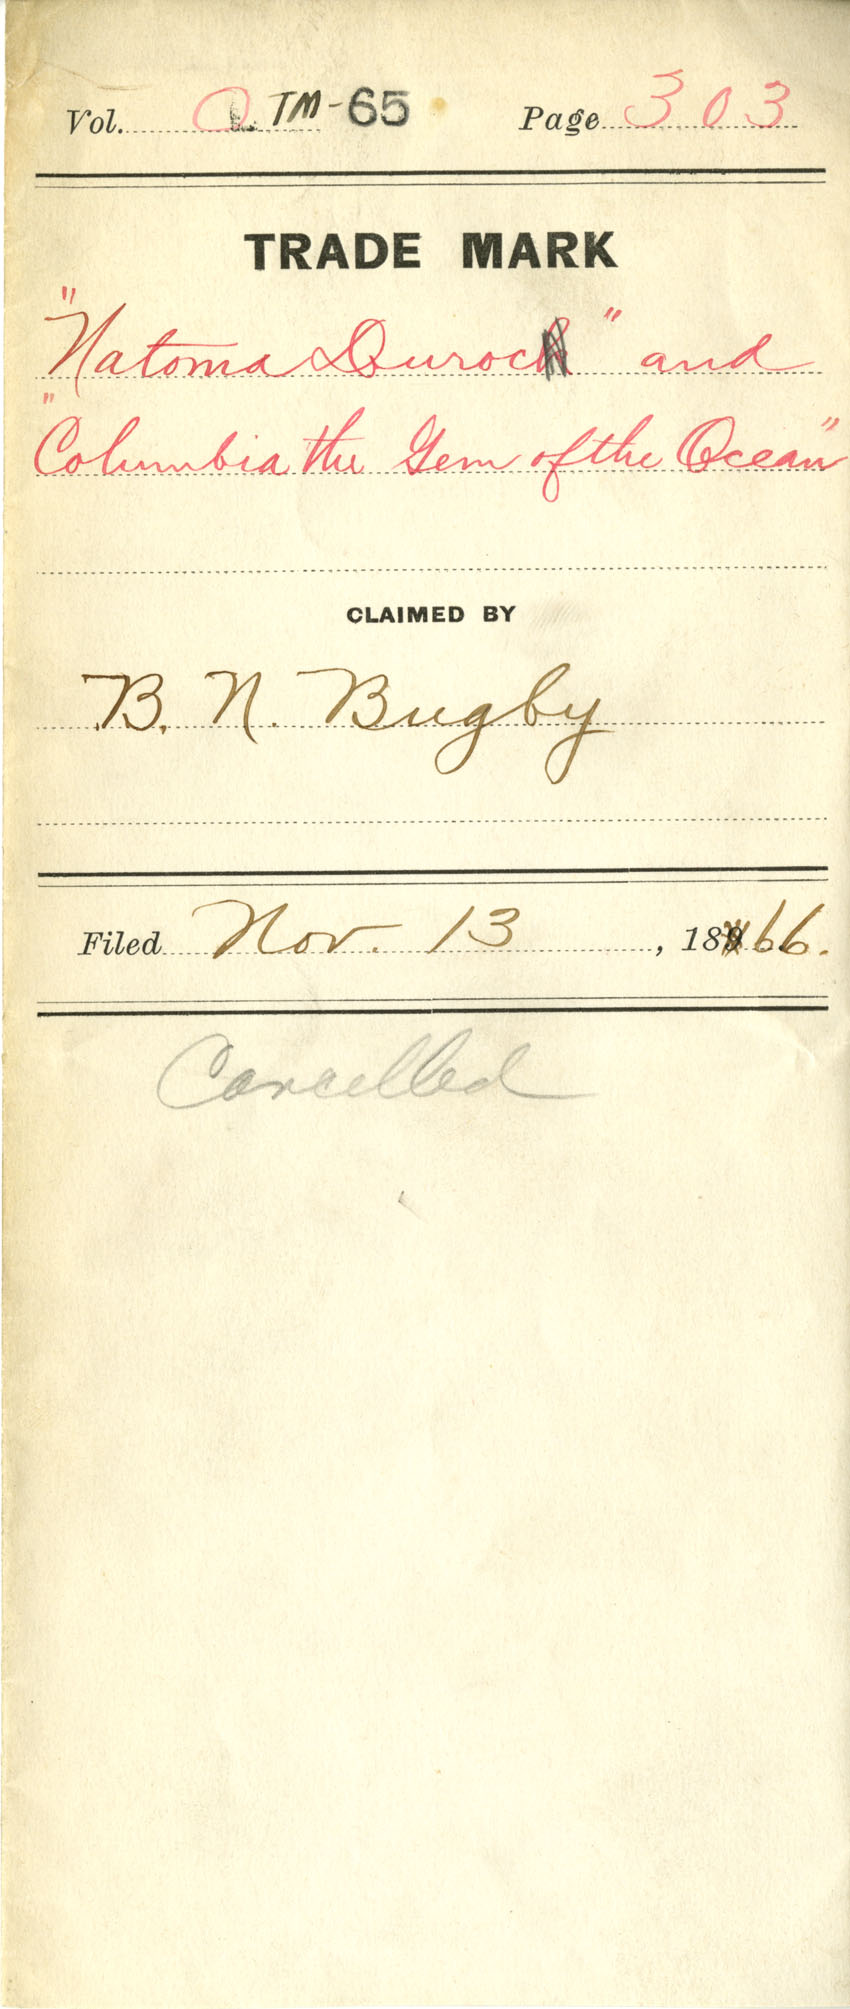 Vol. O TM-65 Page 303
TRADE MARK
"Natoma Duroc" and
"Columbia the Gem of the Ocean"
CLAIMED BY
B. N. Bugby
Filed Nov. 13, 1866.
Cancelled